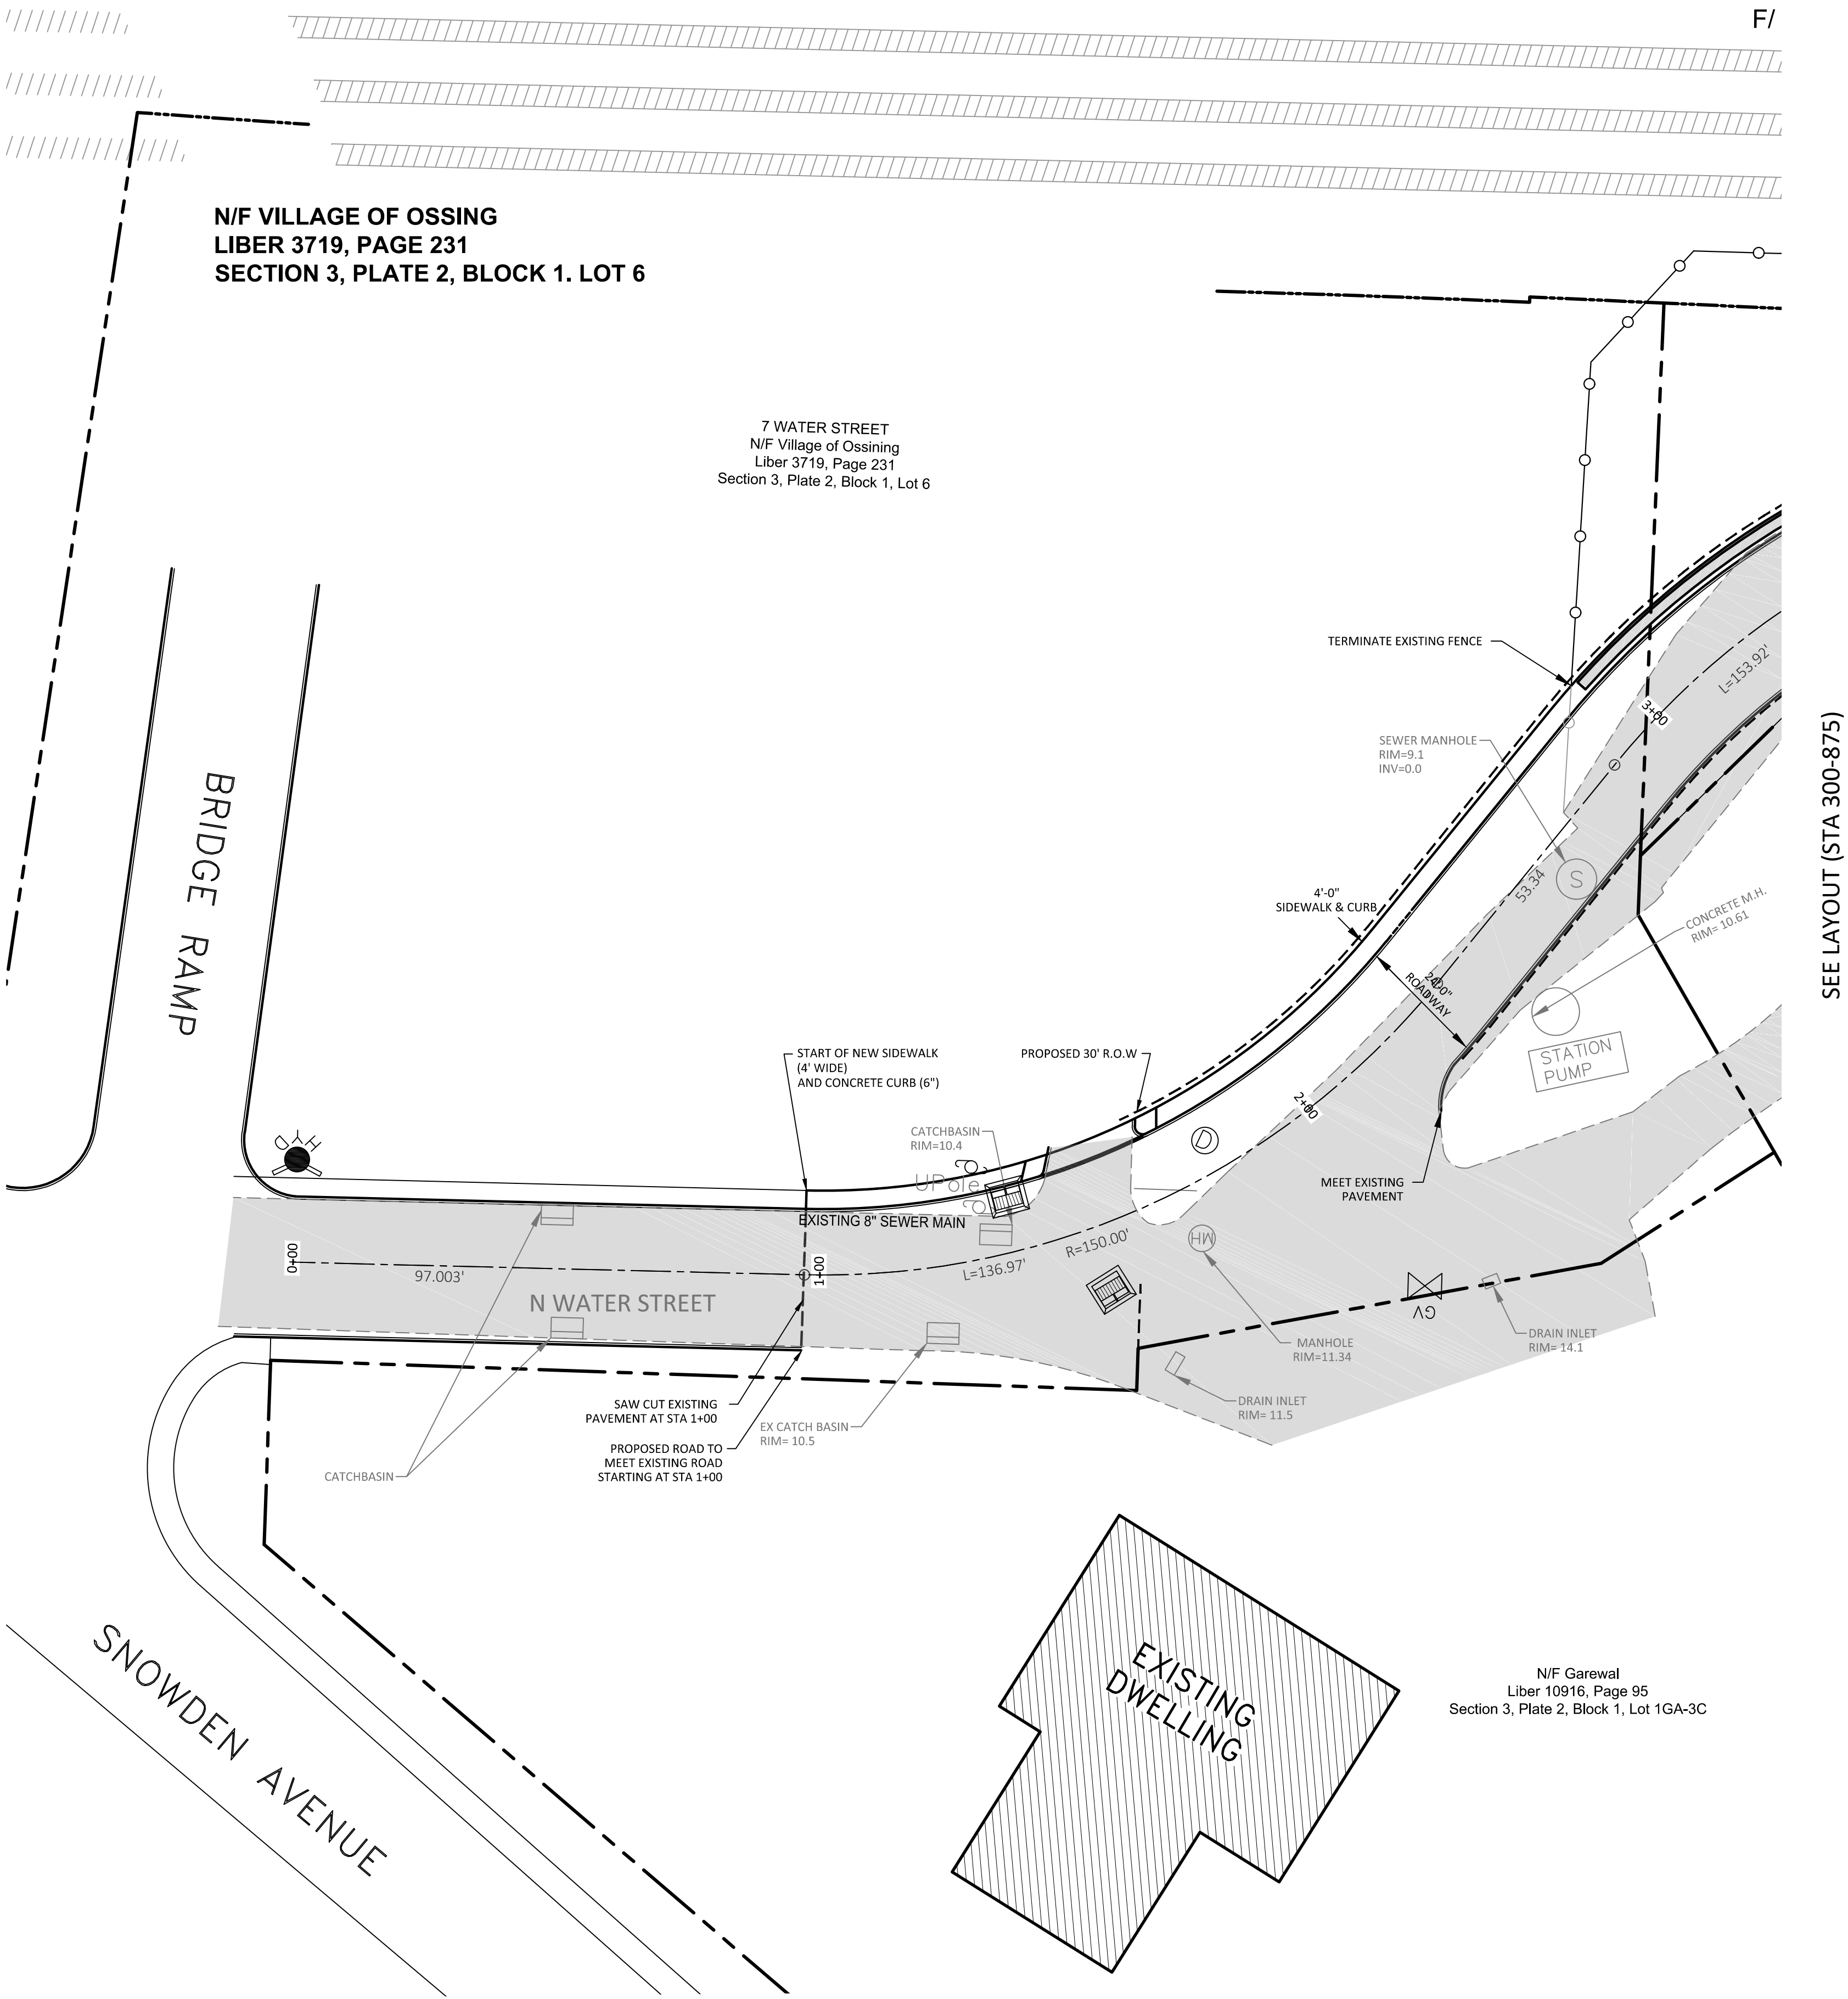 F/
N/F VILLAGE OF OSSING
LIBER 3719, PAGE 231
SECTION 3, PLATE 2, BLOCK 1. LOT 6
7 WATER STREET
N/F Village of Ossining
Liber 3719, Page 231
Section 3, Plate 2, Block 1, Lot 6
TERMINATE EXISTING FENCE
L=153.92'
3+00
SEWER MANHOLE
RIM=9.1
INV=0.0
SEE LAYOUT (STA 300-875)
BRIDGE RAMP
S
53.34
4'-0"
SIDEWALK & CURB
CONCRETE M.H.
RIM= 10.61
24'-0"
ROADWAY
STATION
PUMP
START OF NEW SIDEWALK
(4' WIDE)
AND CONCRETE CURB (6")
PROPOSED 30' R.O.W
2+00
HYD
CATCHBASIN
RIM=10.4
D
UPole
MEET EXISTING
PAVEMENT
EXISTING 8" SEWER MAIN
MH
R=150.00'
0+00
97.003'
1+00
L=136.97'
N WATER STREET
GV
MANHOLE
RIM=11.34
DRAIN INLET
RIM= 14.1
SAW CUT EXISTING
PAVEMENT AT STA 1+00
EX CATCH BASIN
RIM= 10.5
DRAIN INLET
RIM= 11.5
PROPOSED ROAD TO
MEET EXISTING ROAD
STARTING AT STA 1+00
CATCHBASIN
SNOWDEN AVENUE
EXISTING
DWELLING
N/F Garewal
Liber 10916, Page 95
Section 3, Plate 2, Block 1, Lot 1GA-3C